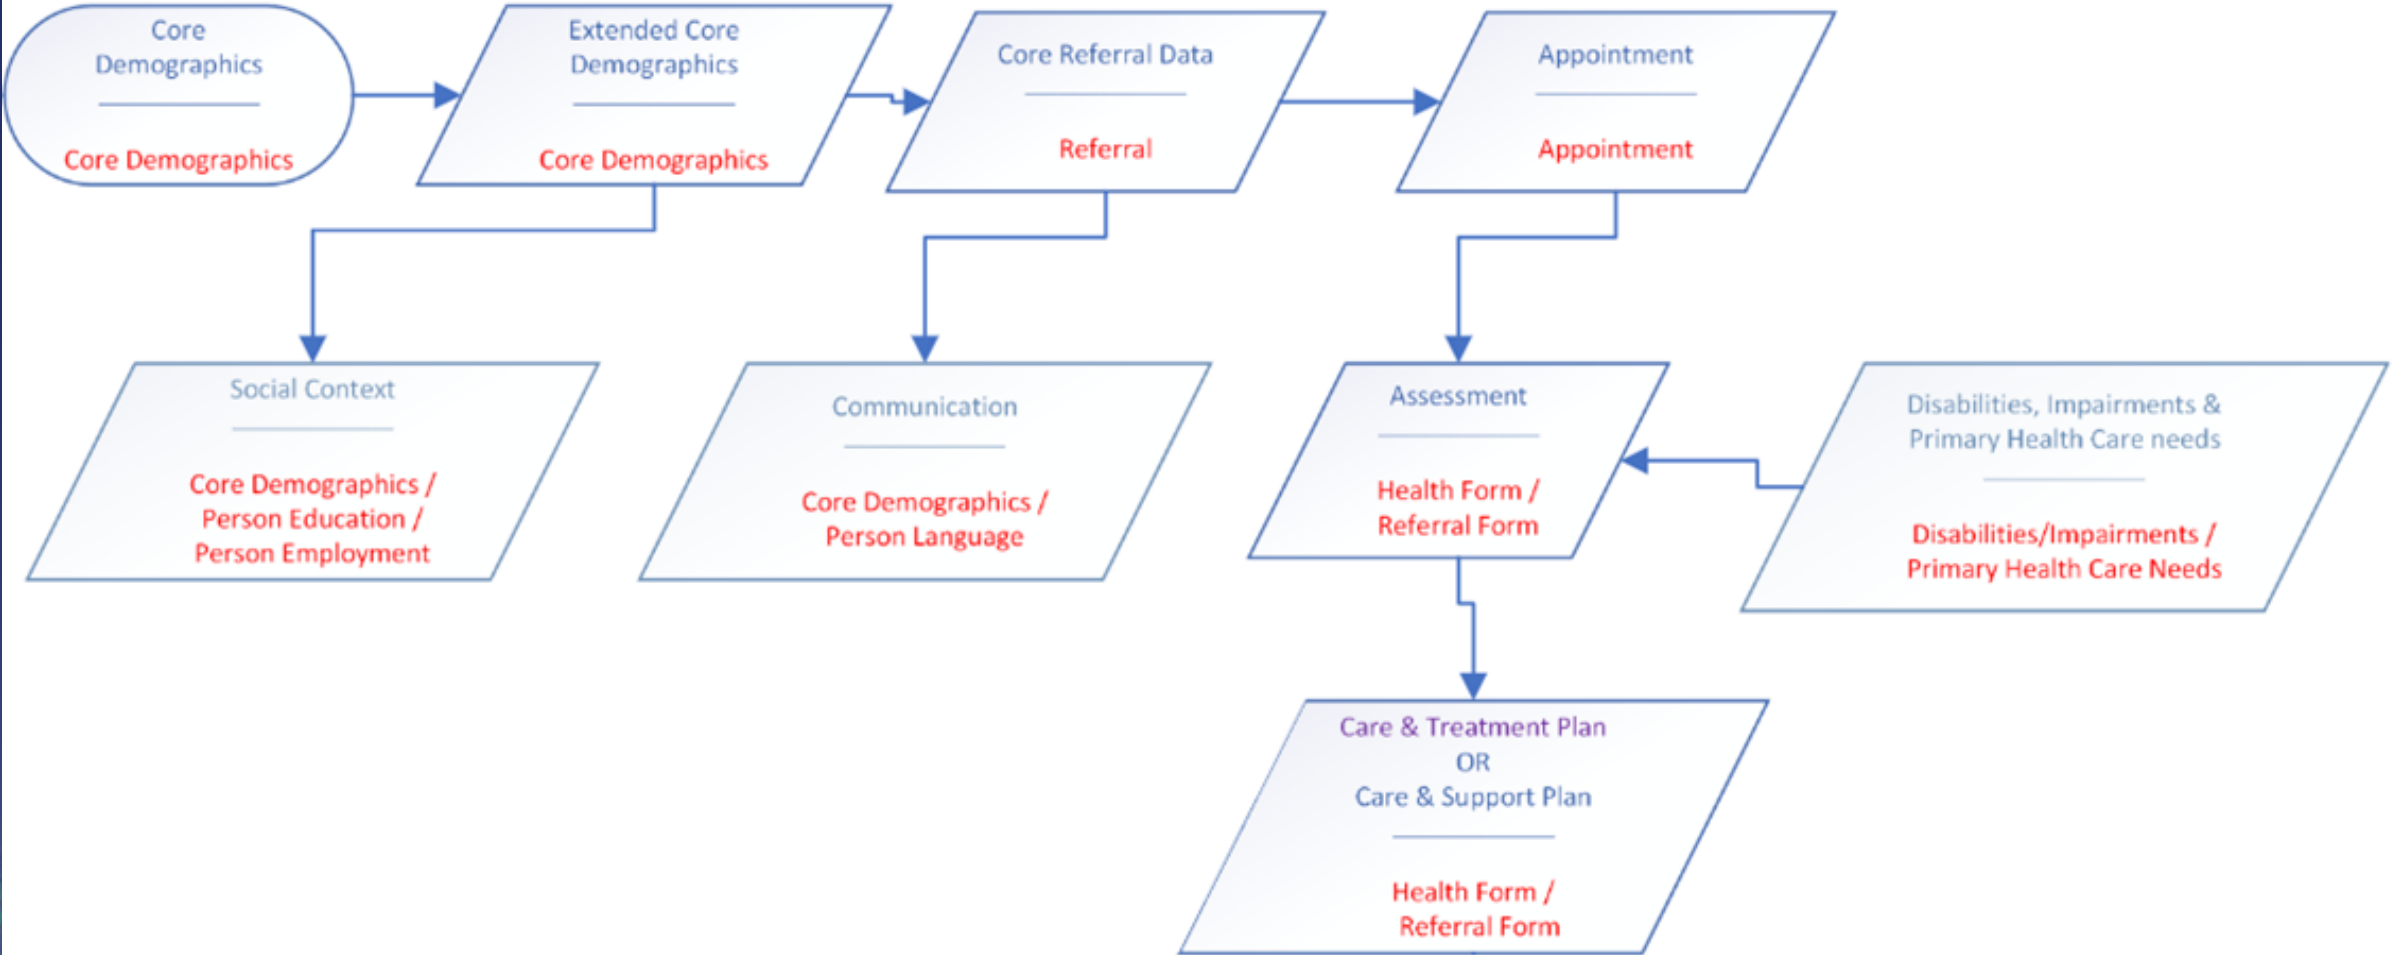 Core
Demographics
Core Demographics
Extended Core
Demographics
Core Demographics
Core Referral Data
Referral
Appointment
Appointment
Social Context
Core Demographics /
Person Education /
Person Employment
Communication
Core Demographics /
Person Language
Assessment
Health Form /
Referral Form
Disabilities, Impairments &
Primary Health Care needs
Disabilities/Impairments /
Primary Health Care Needs
Care & Treatment Plan
OR
Care & Support Plan
Health Form /
Referral Form